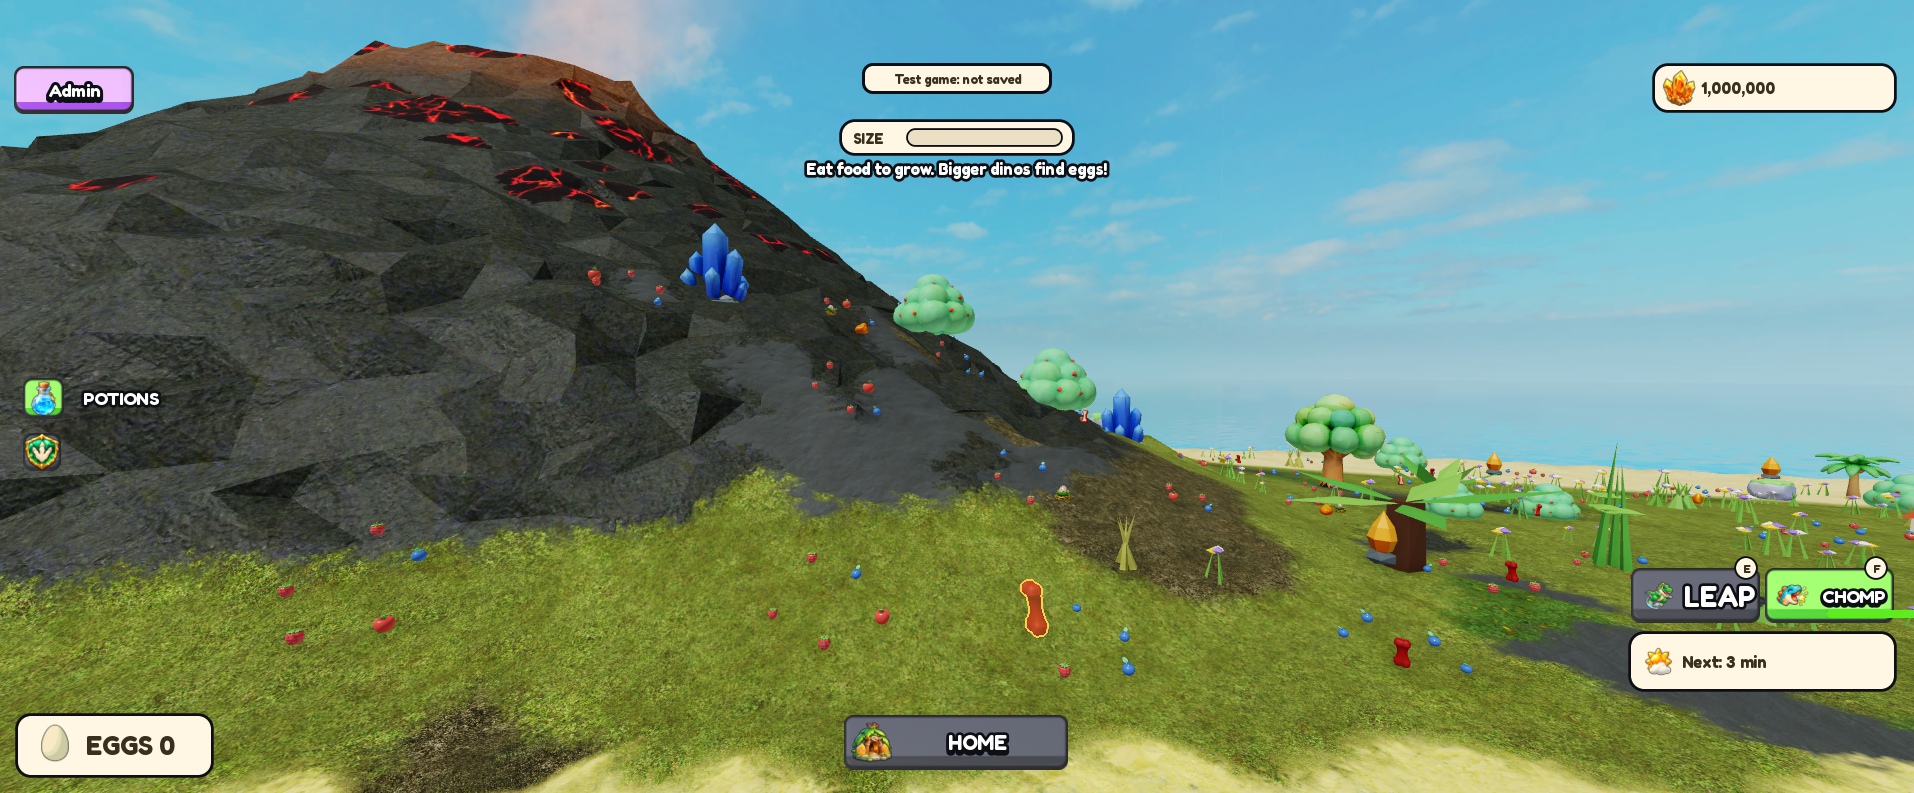 Admin
Test game: not saved
1,000,000
SIZE
Eat food to grow. Bigger dinos find eggs!
POTIONS
E
F
LEAP
CHOMP
Next: 3 min
EGGS 0
HOME